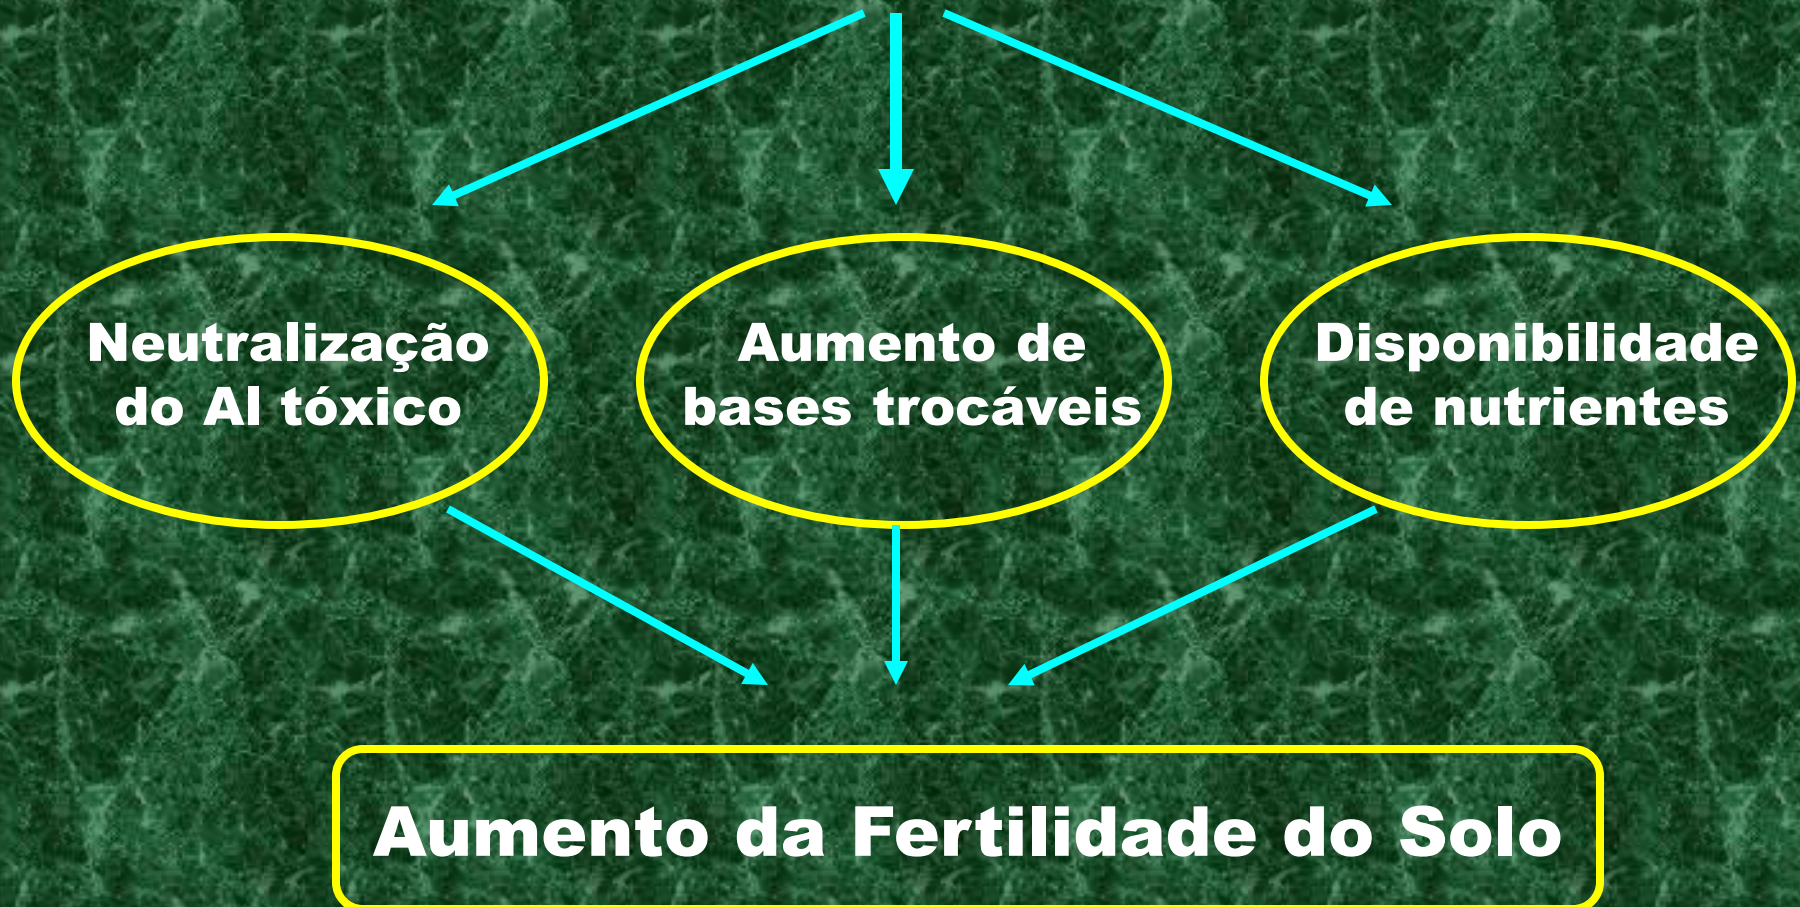 Neutralização
do Al tóxico
Aumento de
bases trocáveis
Disponibilidade
de nutrientes
Aumento da Fertilidade do Solo